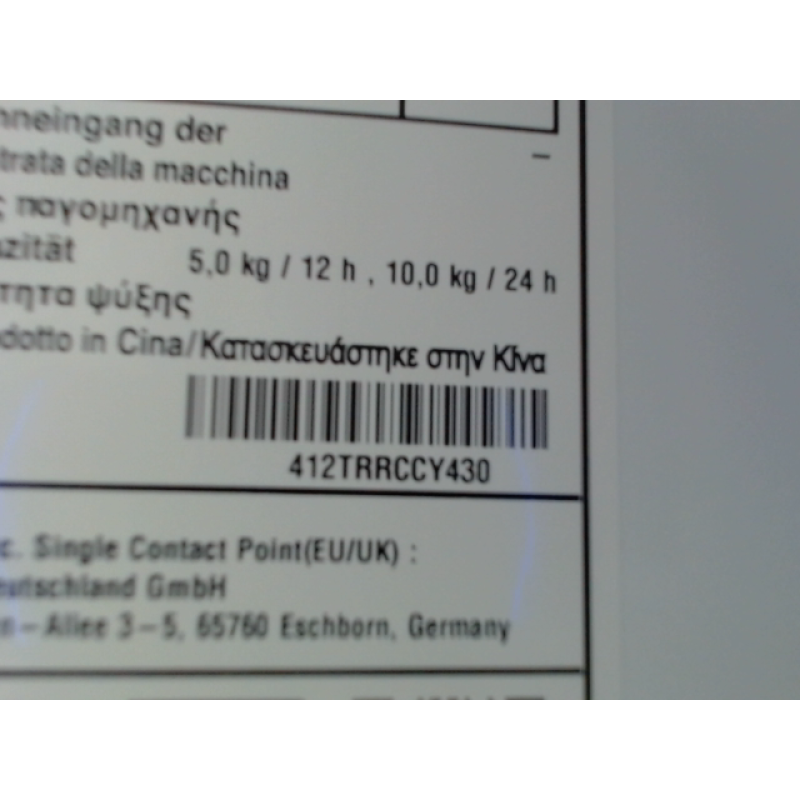 nneingang der
trata della macchina
–
ς παγομηχανής
zität 5,0 kg / 12 h , 10,0 kg / 24 h
τητα ψύξης
dotto in Cina/Κατασκευάστηκε στην Κίνα
412TRRCCY430
c. Single Contact Point(EU/UK) :
eutschland GmbH
n – Allee 3 – 5, 65760 Eschborn, Germany